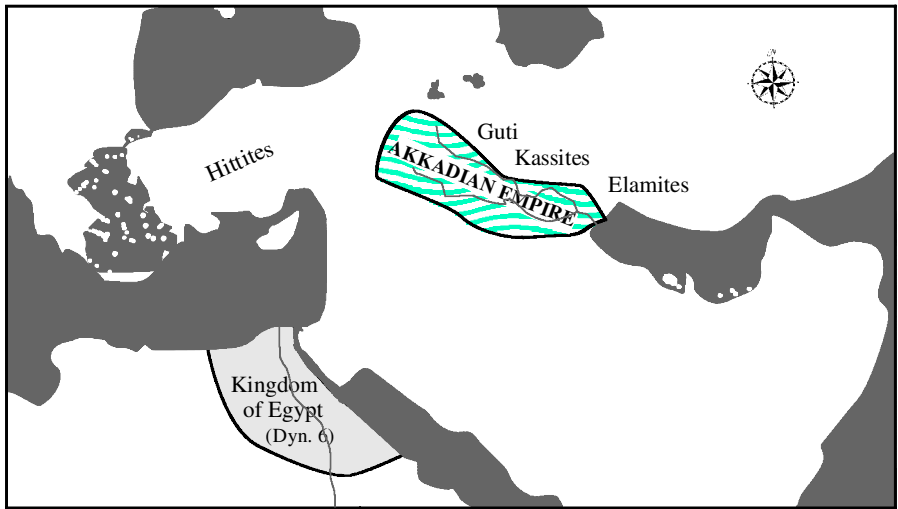 Guti
Hittites
Kassites
AKKADIAN EMPIRE
Elamites
Kingdom
of Egypt
(Dyn. 6)